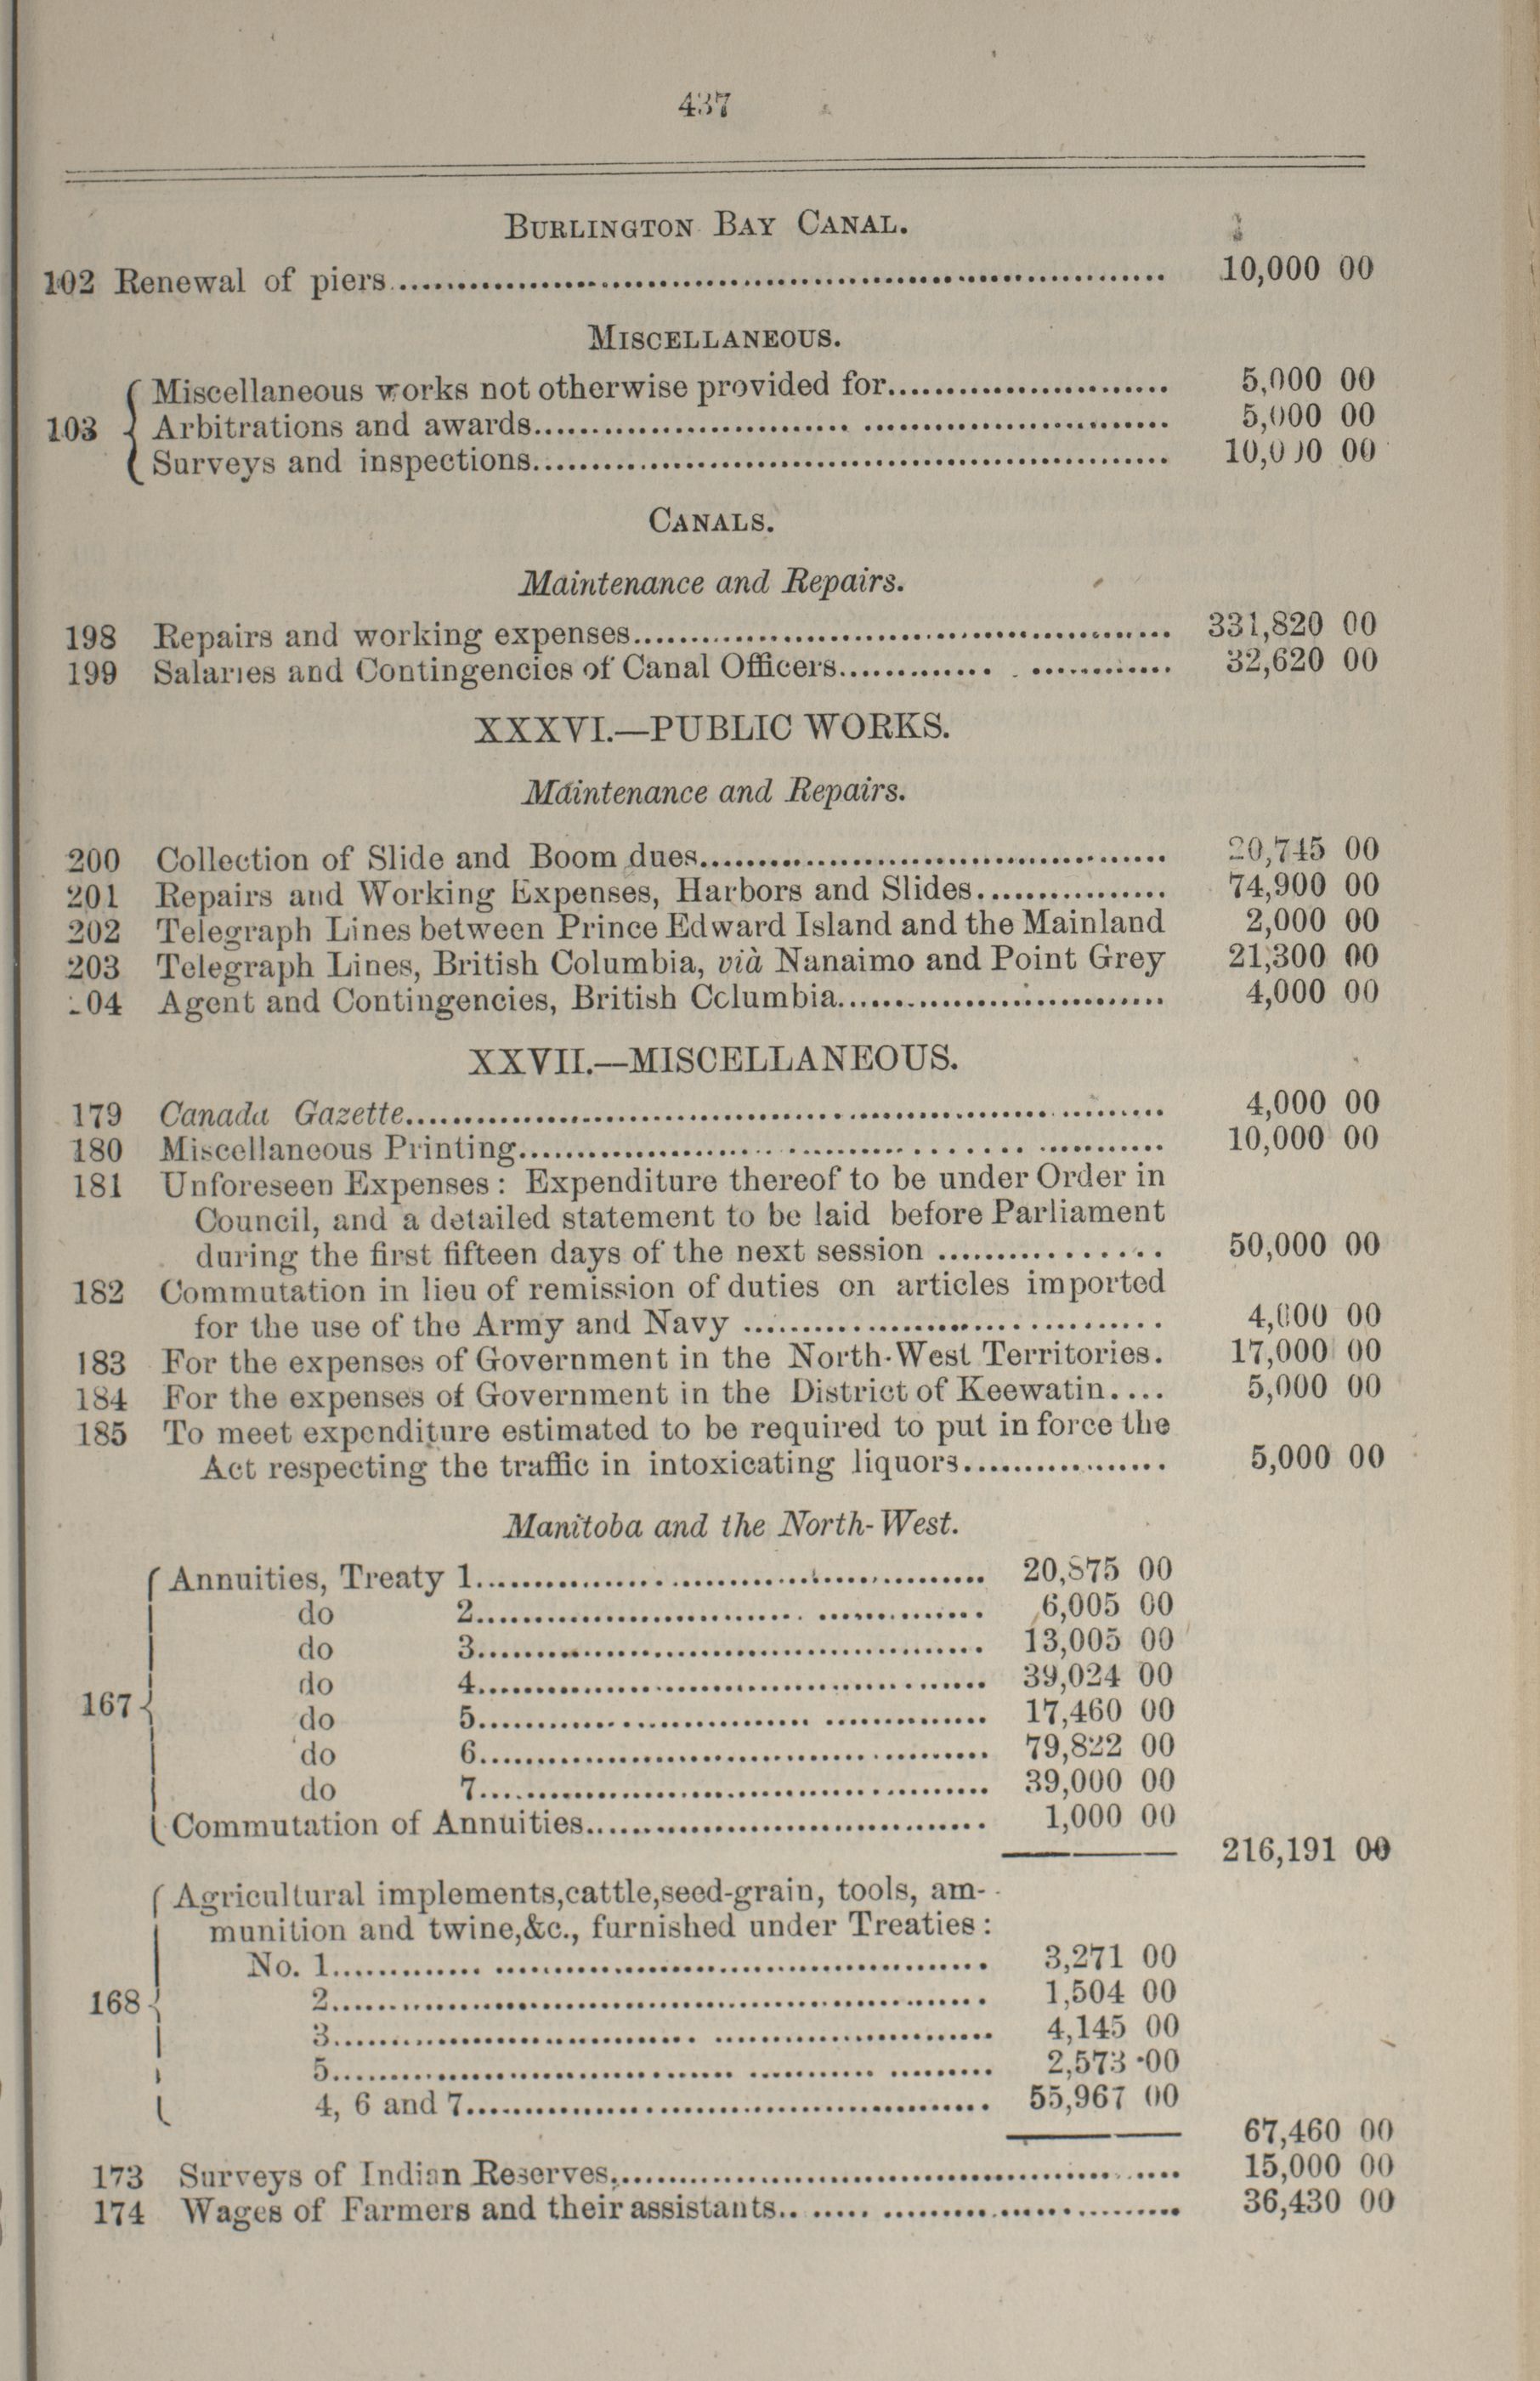 437
BURLINGTON BAY CANAL.
102 Renewal of piers.......... 10,000 00
MISCELLANEOUS.
Miscellaneous works not otherwise provided for.......... 5,000 00
103 Arbitrations and awards.......... 5,000 00
Surveys and inspections.......... 10,000 00
CANALS.
Maintenance and Repairs.
198 Repairs and working expenses.......... 331,820 00
199 Salaries and Contingencies of Canal Officers.......... 32,620 00
XXXVI.—PUBLIC WORKS.
Maintenance and Repairs.
200 Collection of Slide and Boom dues.......... 20,745 00
201 Repairs and Working Expenses, Harbors and Slides.......... 74,900 00
202 Telegraph Lines between Prince Edward Island and the Mainland 2,000 00
203 Telegraph Lines, British Columbia, viâ Nanaimo and Point Grey 21,300 00
204 Agent and Contingencies, British Cclumbia.......... 4,000 00
XXVII.—MISCELLANEOUS.
179 Canada Gazette.......... 4,000 00
180 Miscellaneous Printing.......... 10,000 00
181 Unforeseen Expenses : Expenditure thereof to be under Order in
Council, and a detailed statement to be laid before Parliament
during the first fifteen days of the next session .......... 50,000 00
182 Commutation in lieu of remission of duties on articles imported
for the use of the Army and Navy .......... 4,000 00
183 For the expenses of Government in the North-West Territories. 17,000 00
184 For the expenses of Government in the District of Keewatin.... 5,000 00
185 To meet expenditure estimated to be required to put in force the
Act respecting the traffic in intoxicating liquors.......... 5,000 00
Manitoba and the North-West.
Annuities, Treaty 1.......... 20,875 00
do 2.......... 6,005 00
do 3.......... 13,005 00
do 4.......... 39,024 00
167 do 5.......... 17,460 00
do 6.......... 79,822 00
do 7.......... 39,000 00
Commutation of Annuities.......... 1,000 00
216,191 00
Agricultural implements,cattle,seed-grain, tools, am-
munition and twine,&c., furnished under Treaties :
No. 1.......... 3,271 00
168 2.......... 1,504 00
3.......... 4,145 00
5.......... 2,573 00
4, 6 and 7.......... 55,967 00
67,460 00
173 Surveys of Indian Reserves.......... 15,000 00
174 Wages of Farmers and their assistants.......... 36,430 00